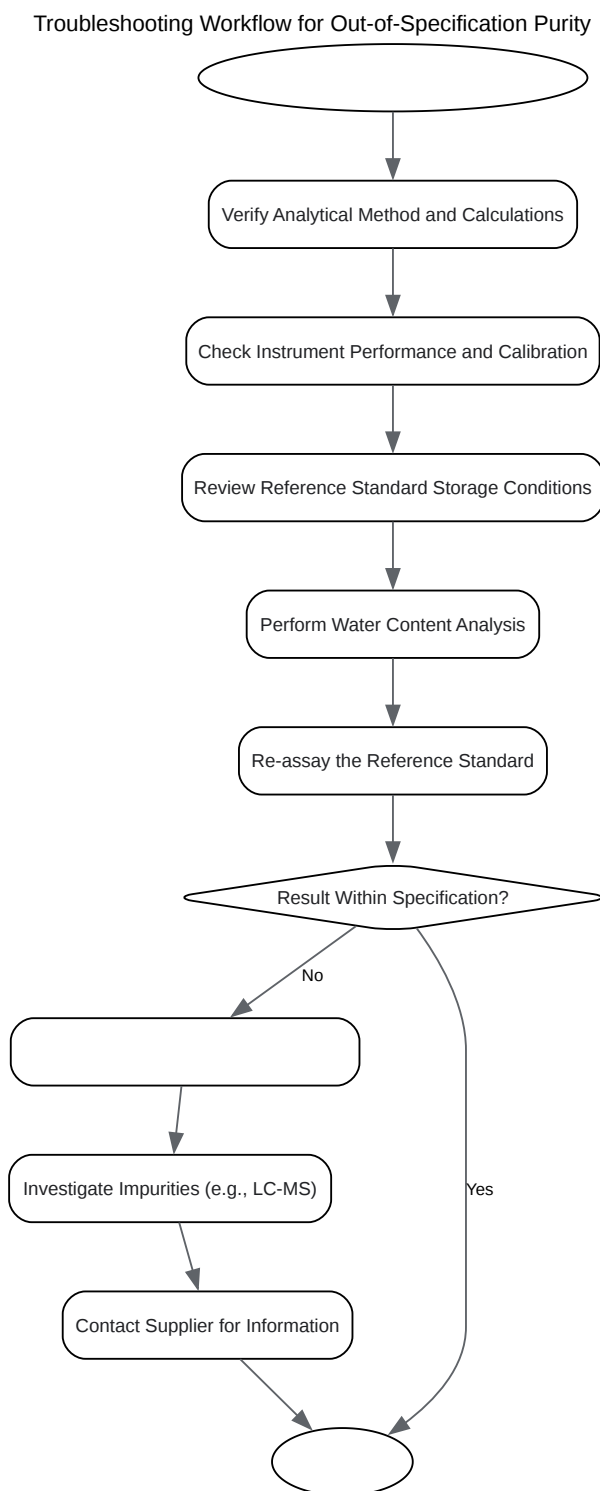 Troubleshooting Workflow for Out-of-Specification Purity
Verify Analytical Method and Calculations
Check Instrument Performance and Calibration
Review Reference Standard Storage Conditions
Perform Water Content Analysis
Re-assay the Reference Standard
Result Within Specification?
No
Investigate Impurities (e.g., LC-MS)
Yes
Contact Supplier for Information